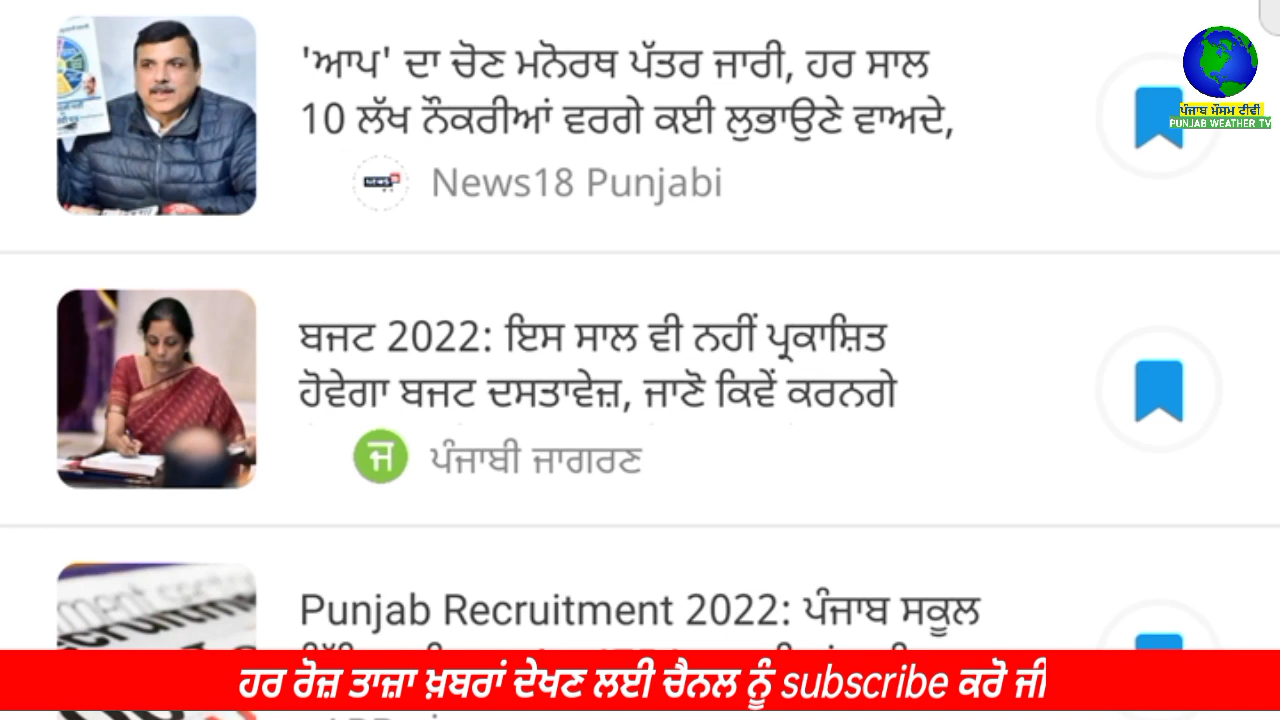 'ਆਪ' ਦਾ ਚੋਣ ਮਨੋਰਥ ਪੱਤਰ ਜਾਰੀ, ਹਰ ਸਾਲ
10 ਲੱਖ ਨੌਕਰੀਆਂ ਵਰਗੇ ਕਈ ਲੁਭਾਉਣੇ ਵਾਅਦੇ,
News18 Punjabi
ਪੰਜਾਬ ਮੌਸਮ ਟੀਵੀ
PUNJAB WEATHER TV
ਬਜਟ 2022: ਇਸ ਸਾਲ ਵੀ ਨਹੀਂ ਪ੍ਰਕਾਸ਼ਿਤ
ਹੋਵੇਗਾ ਬਜਟ ਦਸਤਾਵੇਜ਼, ਜਾਣੋ ਕਿਵੇਂ ਕਰਨਗੇ
ਜ
ਪੰਜਾਬੀ ਜਾਗਰਣ
Punjab Recruitment 2022: ਪੰਜਾਬ ਸਕੂਲ
ਹਰ ਰੋਜ਼ ਤਾਜ਼ਾ ਖ਼ਬਰਾਂ ਦੇਖਣ ਲਈ ਚੈਨਲ ਨੂੰ subscribe ਕਰੋ ਜੀ